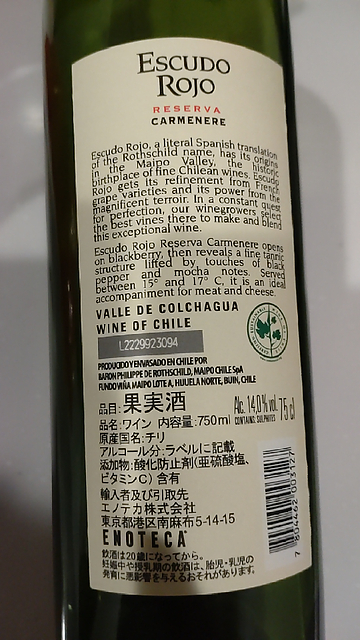 ESCUDO
ROJO
RESERVA
CARMENERE
Escudo Rojo, a literal Spanish translation
of the Rothschild name, has its origins
in the Maipo Valley, the historic
birthplace of fine Chilean wines. Escudo
Rojo gets its refinement from French
grape varieties and its power from the
magnificent terroir. In a constant quest
for perfection, our winegrowers select
the best vines there to make and blend
this exceptional wine.
Escudo Rojo Reserva Carmenere opens
on blackberry, then reveals a fine tannic
structure lifted by touches of black
pepper and mocha notes. Served
between 15° and 17° C, it is an ideal
accompaniment for meat and cheese.
VALLE DE COLCHAGUA
WINE OF CHILE
L2229923094
PRODUCIDO Y ENVASADO EN CHILE POR
BARON PHILIPPE DE ROTHSCHILD, MAIPO CHILE SpA
FUNDO VIÑA MAIPO LOTE A, HIJUELA NORTE, BUIN, CHILE
品目:果実酒
Alc. 14,0% vol. 75 cl
CONTAINS SULPHITES
品名:ワイン 内容量:750ml
原産国名:チリ
アルコール分:ラベルに記載
添加物:酸化防止剤(亜硫酸塩、
ビタミンC) 含有
輸入者及び引取先
エノテカ株式会社
東京都港区南麻布5-14-15
ENOTECA
飲酒は20歳になってから。
妊娠中や授乳期の飲酒は、胎児・乳児の
発育に悪影響を与えるおそれがあります。